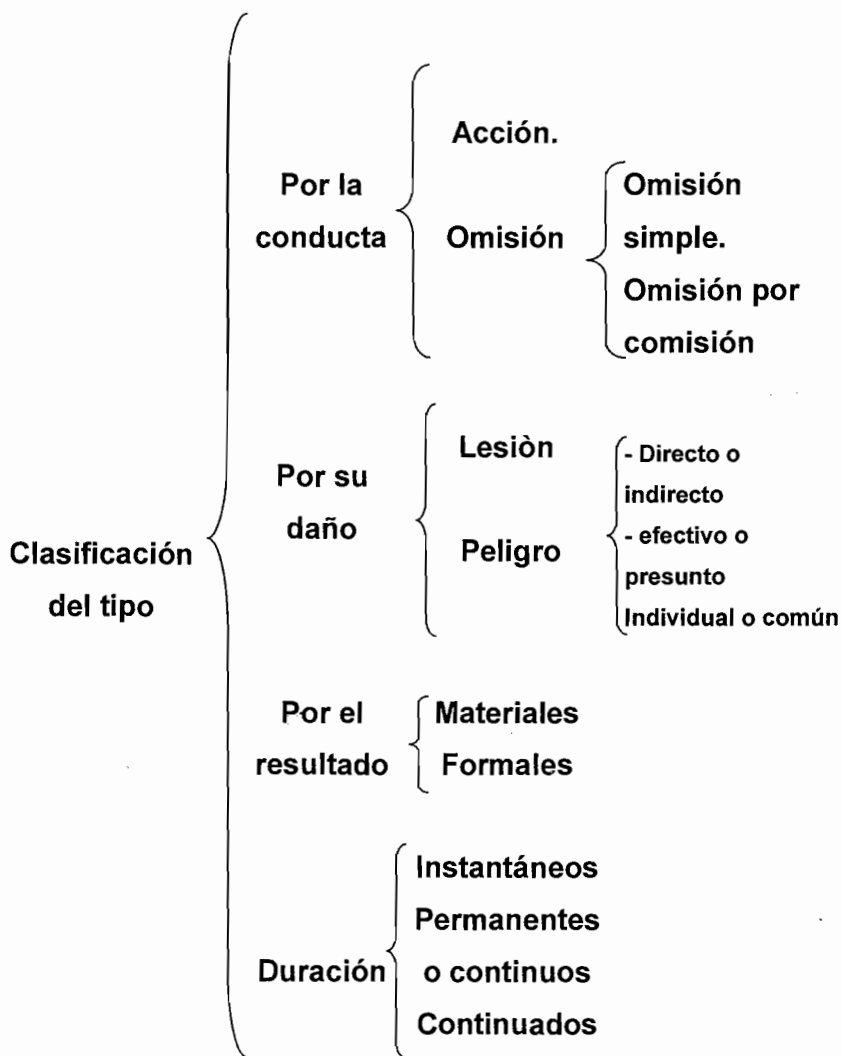 Clasificación
del tipo
Por la
conducta
Acción.
Omisión
Omisión
simple.
Omisión por
comisión
Por su
daño
Lesiòn
Peligro
- Directo o
indirecto
- efectivo o
presunto
Individual o común
Por el
resultado
Materiales
Formales
Duración
Instantáneos
Permanentes
o continuos
Continuados